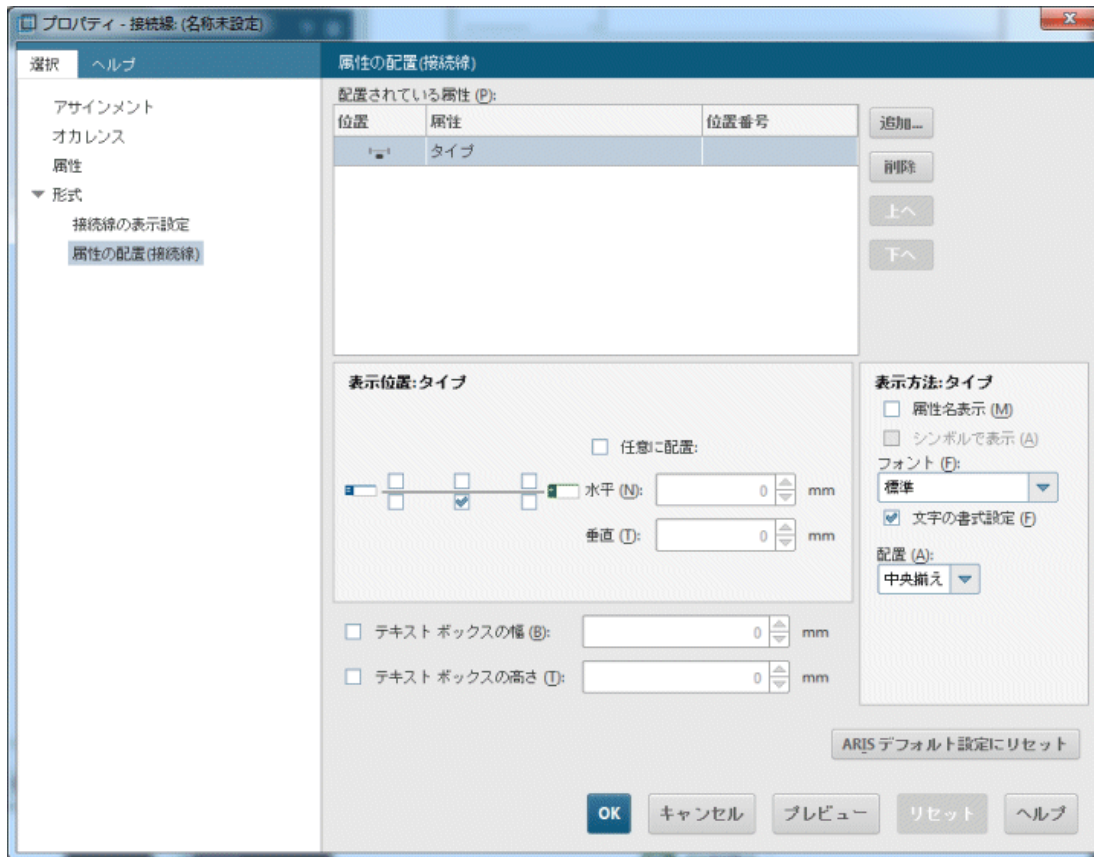 プロパティ - 接続線: (名称未設定)
選択 ヘルプ
属性の配置(接続線)
アサインメント
オカレンス
属性
形式
接続線の表示設定
属性の配置(接続線)
配置されている属性 (P):
位置 属性 位置番号
タイプ
追加...
削除
上へ
下へ
表示位置:タイプ
任意に配置:
水平 (N): 0 mm
垂直 (T): 0 mm
表示方法:タイプ
属性名表示 (M)
シンボルで表示 (A)
フォント (F):
標準
文字の書式設定 (F)
配置 (A):
中央揃え
テキスト ボックスの幅 (B): 0 mm
テキスト ボックスの高さ (T): 0 mm
ARIS デフォルト設定にリセット
OK キャンセル プレビュー リセット ヘルプ